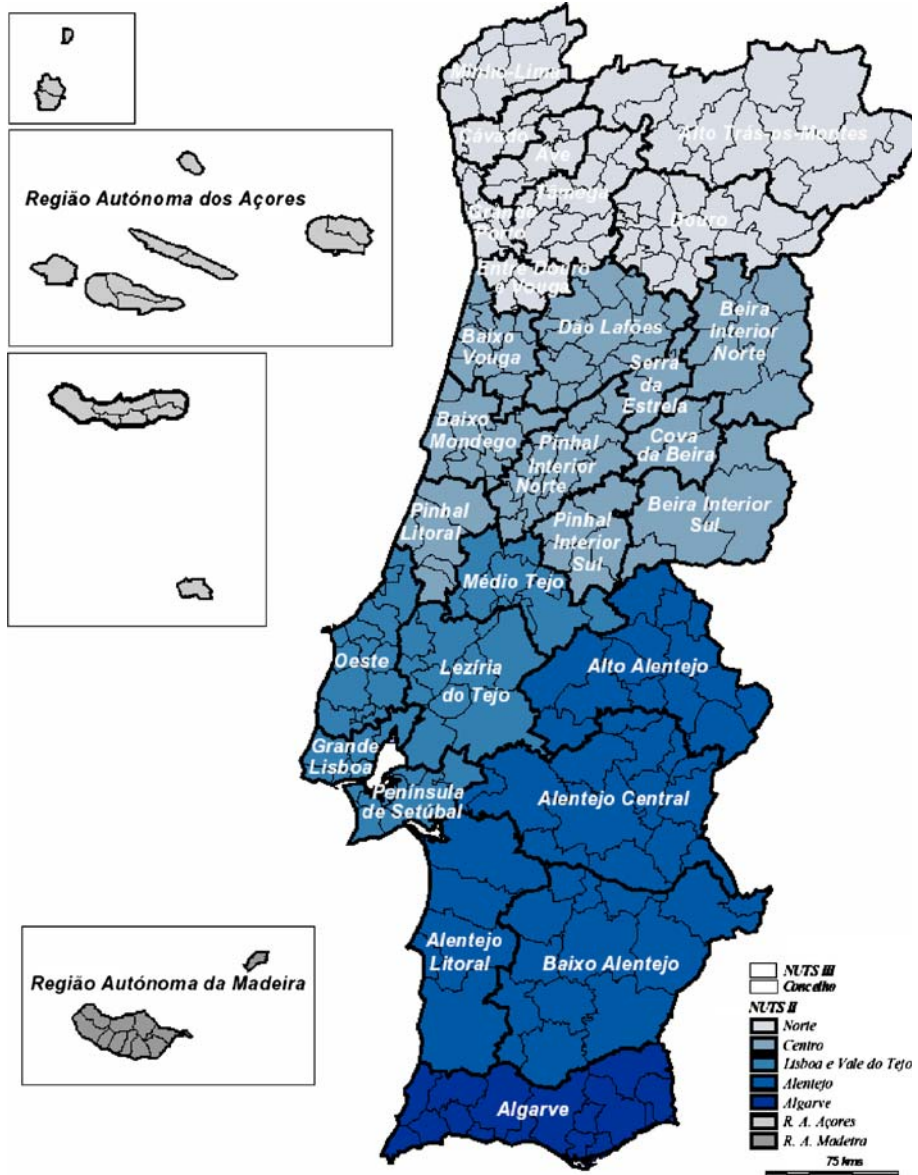 Minho-Lima
Cávado
Ave
Alto Trás-os-Montes
Região Autónoma dos Açores
Tâmega
Grande
Porto
Douro
Entre Douro
e Vouga
Baixo
Vouga
Dão Lafões
Beira
Interior
Norte
Serra
da
Estrela
Baixo
Mondego
Pinhal
Interior
Norte
Cova
da Beira
Pinhal
Litoral
Pinhal
Interior
Sul
Beira Interior
Sul
Médio Tejo
Oeste
Lezíria
do Tejo
Alto Alentejo
Grande
Lisboa
Península
de Setúbal
Alentejo Central
Alentejo
Litoral
Baixo Alentejo
Região Autónoma da Madeira
Algarve
NUTS III
Concelho
NUTS II
Norte
Centro
Lisboa e Vale do Tejo
Alentejo
Algarve
R. A. Açores
R. A. Madeira
75 kms